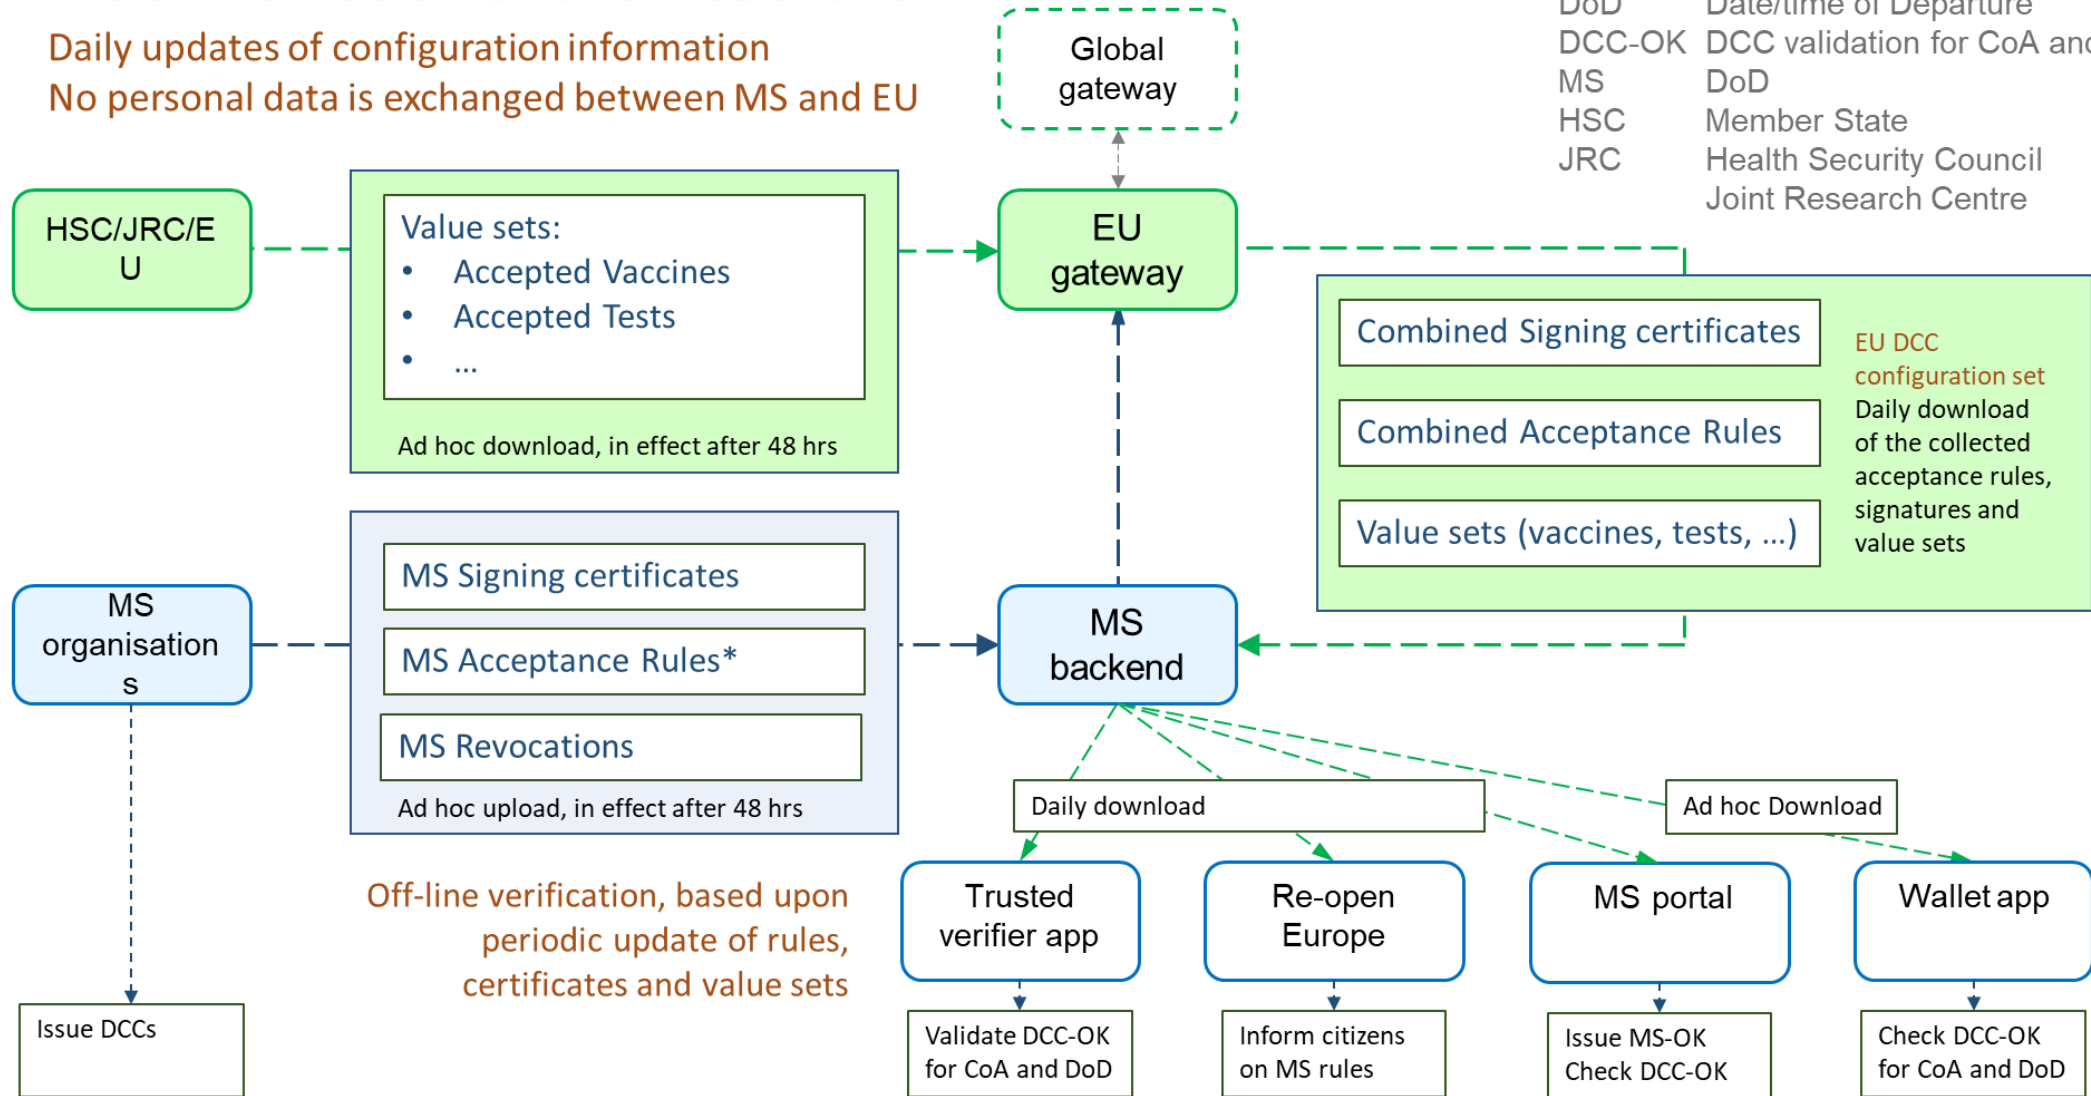 Daily updates of configuration information
No personal data is exchanged between MS and EU
Global
gateway
DoD Date/time of Departure
DCC-OK DCC validation for CoA and
MS DoD
HSC Member State
JRC Health Security Council
Joint Research Centre
HSC/JRC/E
U
Value sets:
• Accepted Vaccines
• Accepted Tests
• ...
Ad hoc download, in effect after 48 hrs
EU
gateway
Combined Signing certificates
Combined Acceptance Rules
Value sets (vaccines, tests, ...)
EU DCC
configuration set
Daily download
of the collected
acceptance rules,
signatures and
value sets
MS
organisation
s
MS Signing certificates
MS Acceptance Rules*
MS Revocations
Ad hoc upload, in effect after 48 hrs
MS
backend
Daily download
Ad hoc Download
Off-line verification, based upon
periodic update of rules,
certificates and value sets
Trusted
verifier app
Re-open
Europe
MS portal
Wallet app
Issue DCCs
Validate DCC-OK
for CoA and DoD
Inform citizens
on MS rules
Issue MS-OK
Check DCC-OK
Check DCC-OK
for CoA and DoD